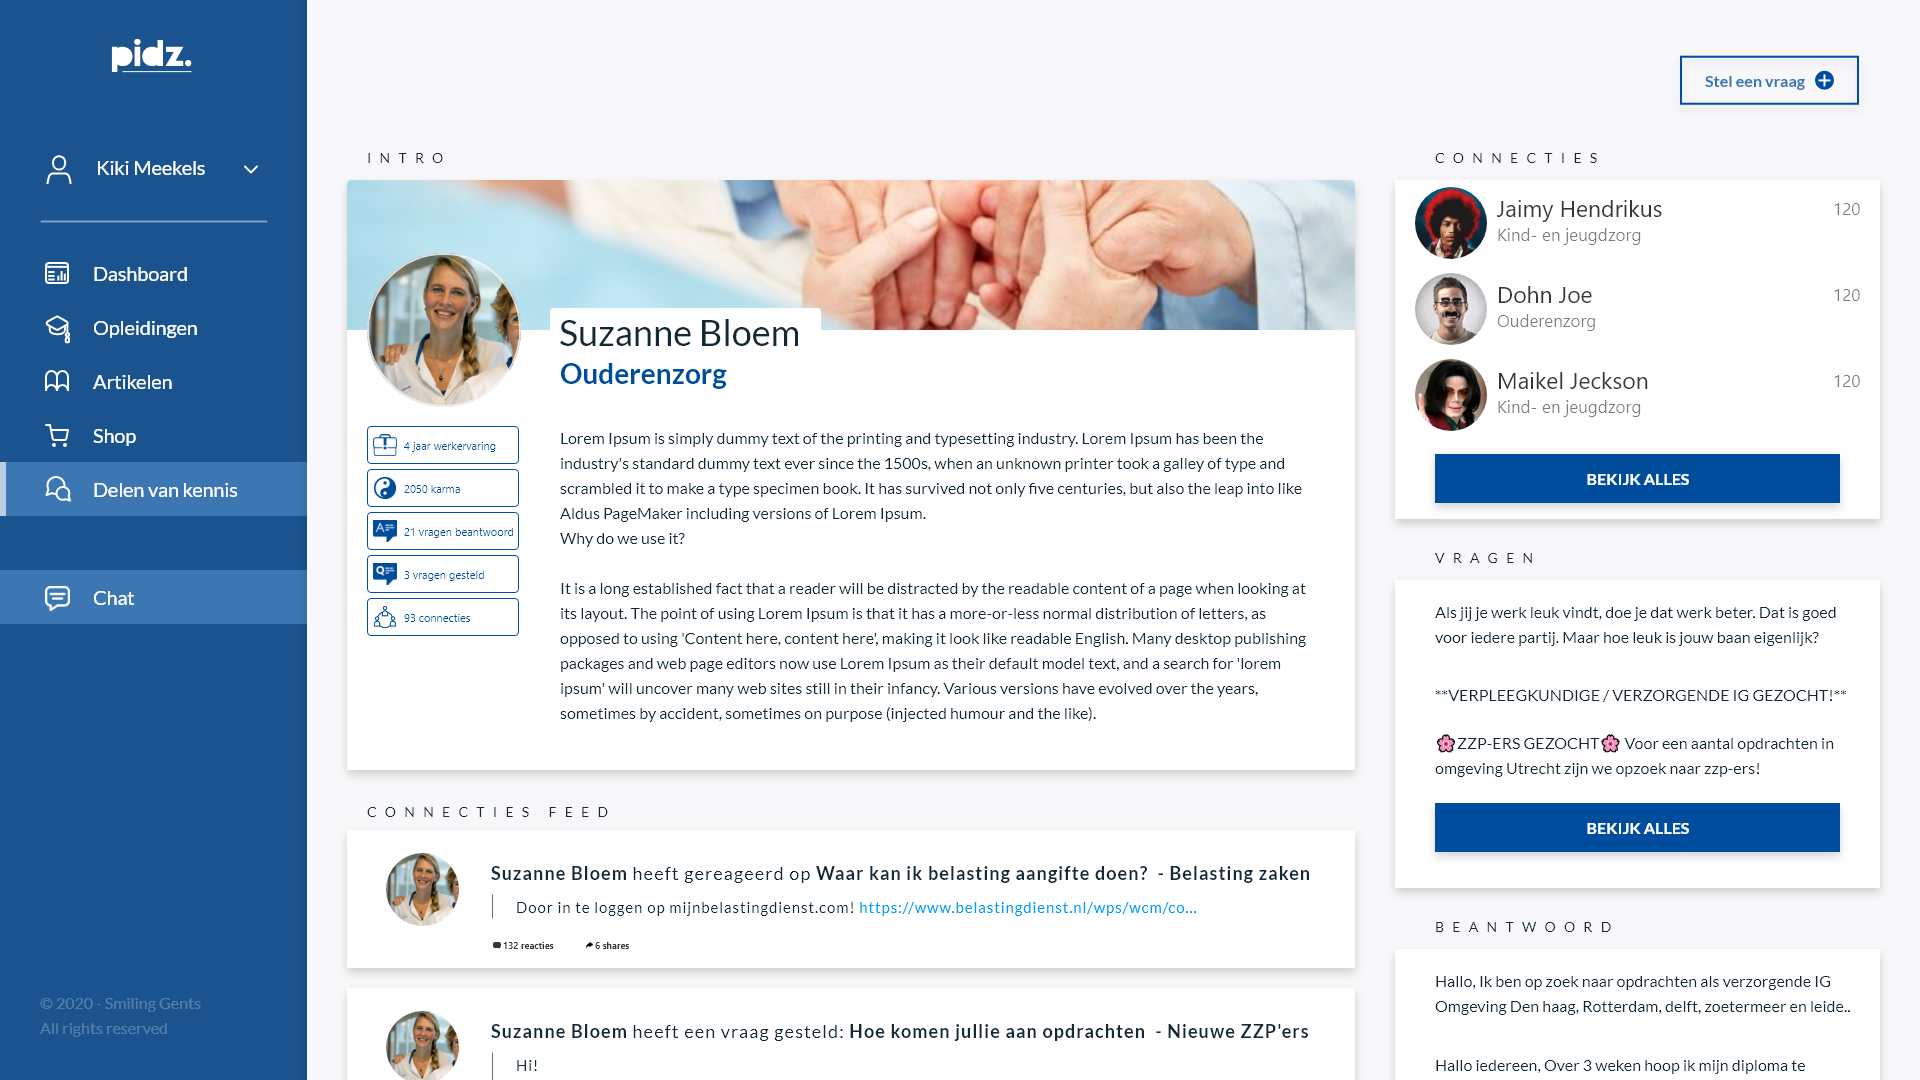 pidz.
Kiki Meekels
Dashboard
Opleidingen
Artikelen
Shop
Delen van kennis
Chat
© 2020 - Smiling Gents
All rights reserved
Stel een vraag
INTRO
Suzanne Bloem
Ouderenzorg
4 jaar werkervaring
2050 karma
21 vragen beantwoord
3 vragen gesteld
93 connecties
Lorem Ipsum is simply dummy text of the printing and typesetting industry. Lorem Ipsum has been the
industry's standard dummy text ever since the 1500s, when an unknown printer took a galley of type and
scrambled it to make a type specimen book. It has survived not only five centuries, but also the leap into like
Aldus PageMaker including versions of Lorem Ipsum.
Why do we use it?
It is a long established fact that a reader will be distracted by the readable content of a page when looking at
its layout. The point of using Lorem Ipsum is that it has a more-or-less normal distribution of letters, as
opposed to using 'Content here, content here', making it look like readable English. Many desktop publishing
packages and web page editors now use Lorem Ipsum as their default model text, and a search for 'lorem
ipsum' will uncover many web sites still in their infancy. Various versions have evolved over the years,
sometimes by accident, sometimes on purpose (injected humour and the like).
CONNECTIES FEED
Suzanne Bloem heeft gereageerd op Waar kan ik belasting aangifte doen? - Belasting zaken
Door in te loggen op mijnbelastingdienst.com! https://www.belastingdienst.nl/wps/wcm/co...
132 reacties 6 shares
Suzanne Bloem heeft een vraag gesteld: Hoe komen jullie aan opdrachten - Nieuwe ZZP'ers
Hi!
CONNECTIES
Jaimy Hendrikus 120
Kind- en jeugdzorg
Dohn Joe 120
Ouderenzorg
Maikel Jeckson 120
Kind- en jeugdzorg
BEKIJK ALLES
VRAGEN
Als jij je werk leuk vindt, doe je dat werk beter. Dat is goed
voor iedere partij. Maar hoe leuk is jouw baan eigenlijk?
**VERPLEEGKUNDIGE / VERZORGENDE IG GEZOCHT!**
🌸ZZP-ERS GEZOCHT🌸 Voor een aantal opdrachten in
omgeving Utrecht zijn we opzoek naar zzp-ers!
BEKIJK ALLES
BEANTWOORD
Hallo, Ik ben op zoek naar opdrachten als verzorgende IG
Omgeving Den haag, Rotterdam, delft, zoetermeer en leide..
Hallo iedereen, Over 3 weken hoop ik mijn diploma te